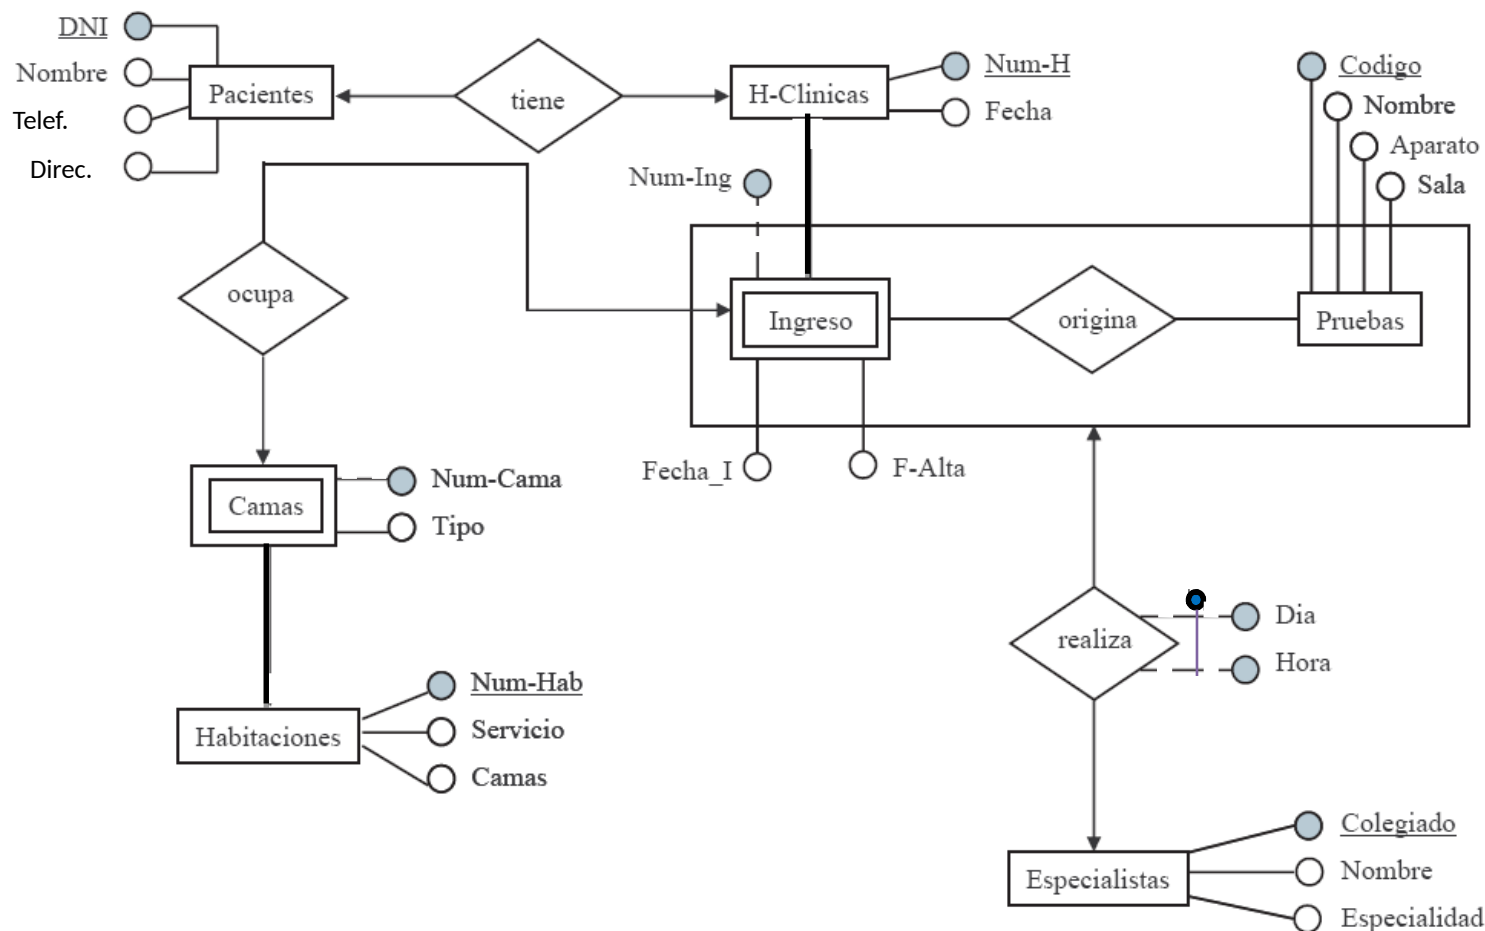 DNI
Nombre
Telef.
Direc.
Pacientes
tiene
H-Clinicas
Num-H
Fecha
Codigo
Nombre
Aparato
Sala
Num-Ing
ocupa
Ingreso
origina
Pruebas
Fecha_I
F-Alta
Camas
Num-Cama
Tipo
realiza
Dia
Hora
Habitaciones
Num-Hab
Servicio
Camas
Especialistas
Colegiado
Nombre
Especialidad